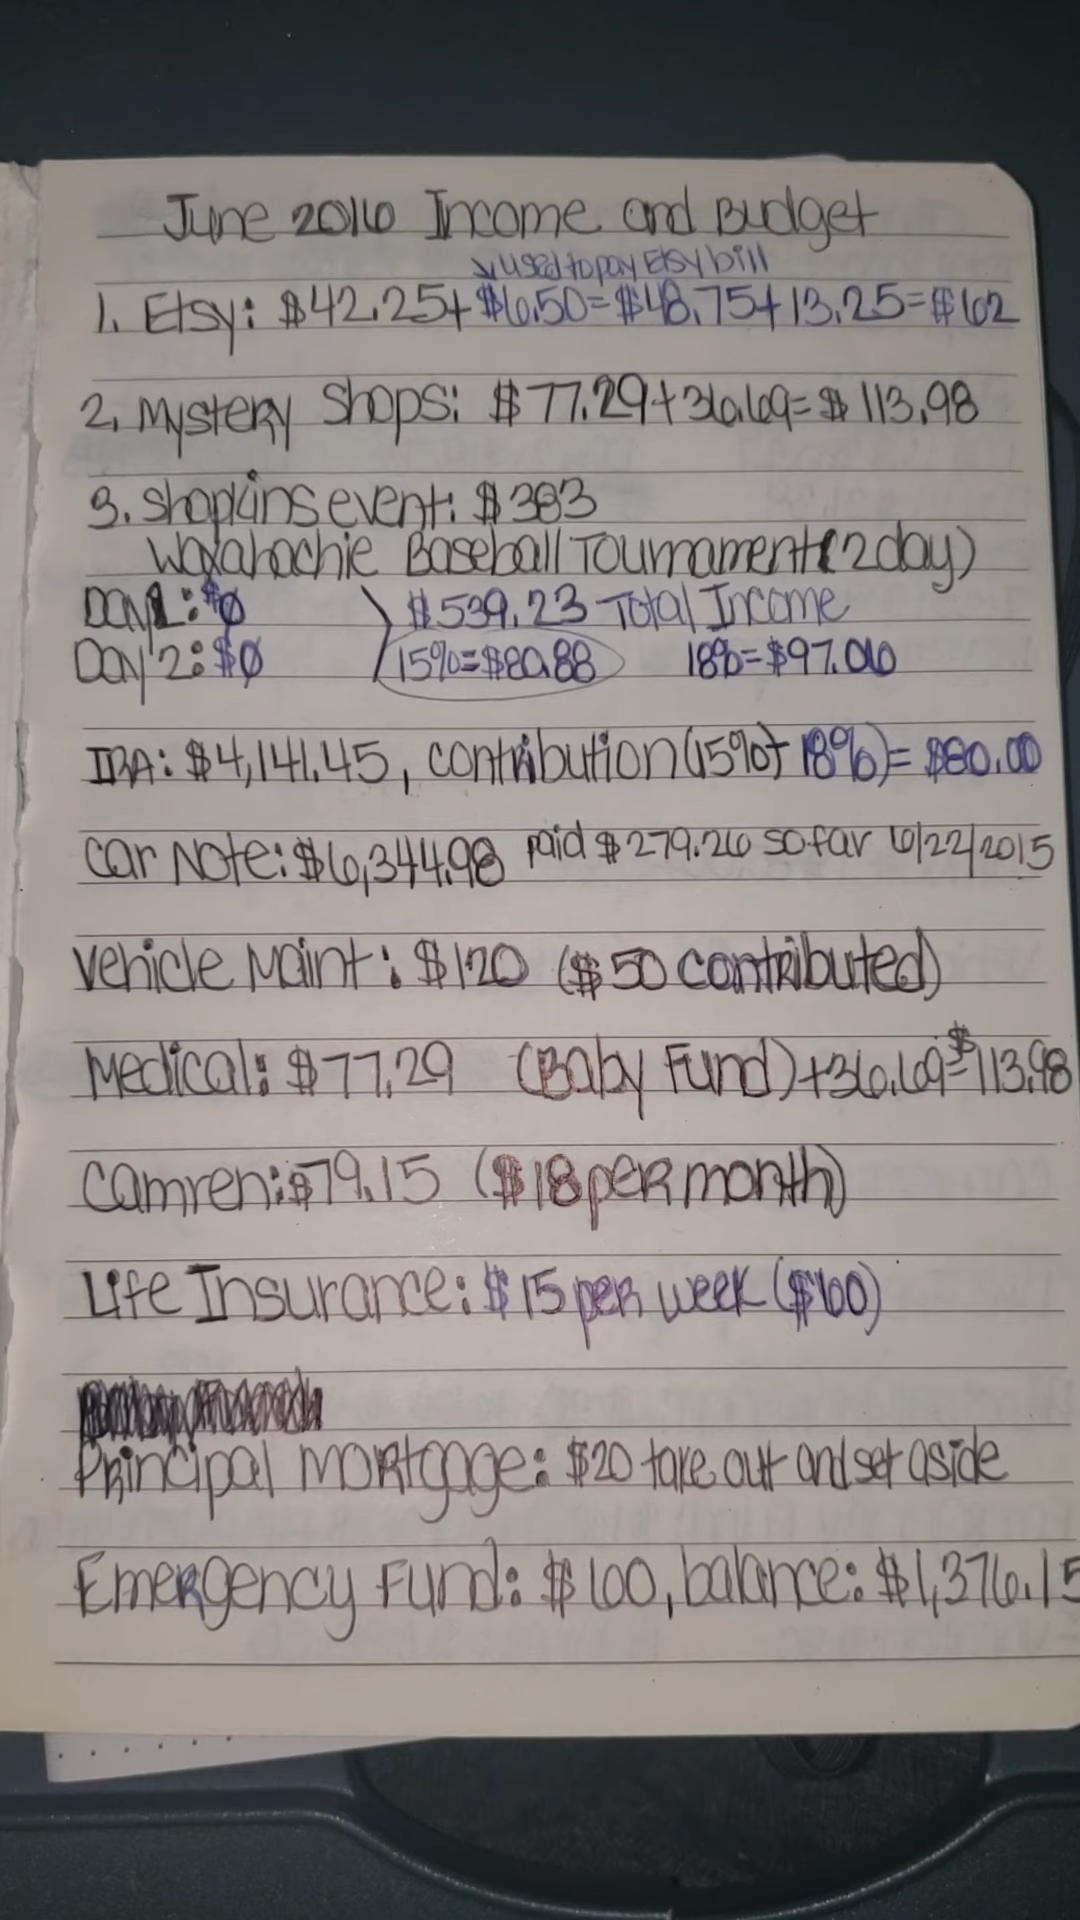 June 2016 Income and Budget
↘ used to pay Etsy bill
1. Etsy: $42.25+ $6.50=$48.75+13.25=$62
2. Mystery Shops: $77.29+36.69=$ 113.98
3. Shopkins event: $383
Waxahachie Baseball Tournament (2 day)
Day 1: $0 $539.23 Total Income
Day 2: $0 15%=$80.88 18%=$97.06
IRA: $4,141.45, contribution (15%+ 18%)= $80.00
Car Note: $6,344.98 paid $279.26 so far 6/22/2015
Vehicle Maint: $120 ($50 contributed)
Medical: $77.29 (Baby Fund)+36.69=$113.98
Camren: $79.15 ($18 per month)
Life Insurance: $15 per week ($60)
Principal Mortgage: $20 take out and set aside
Emergency Fund: $100, balance: $1,376.15